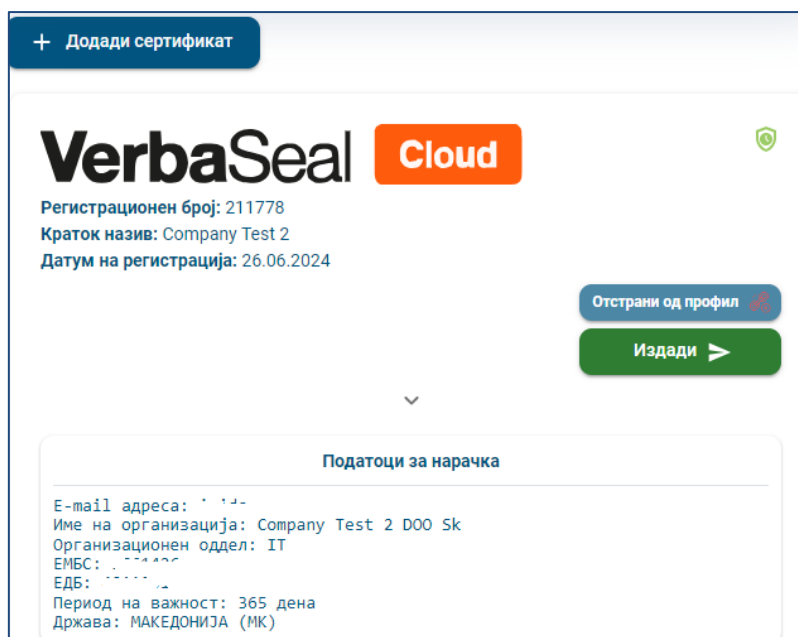 + Додади сертификат
VerbaSeal Cloud
Регистрационен број: 211778
Краток назив: Company Test 2
Датум на регистрација: 26.06.2024
Отстрани од профил
Издади
Податоци за нарачка
E-mail адреса:
Име на организација: Company Test 2 DOO Sk
Организационен оддел: IT
ЕМБС:
ЕДБ:
Период на важност: 365 дена
Држава: МАКЕДОНИЈА (МК)